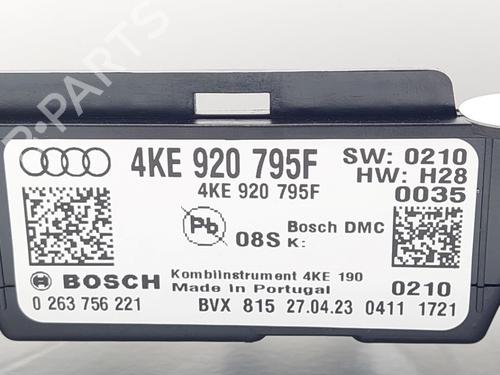 4KE 920 795F
SW: 0210
4KE 920 795F
HW: H28
0035
Pb
08S
Bosch DMC
K:
BOSCH
Kombiinstrument 4KE 190
Made in Portugal
0210
0 263 756 221
BVX 815 27.04.23 0411 1721
B-PARTS